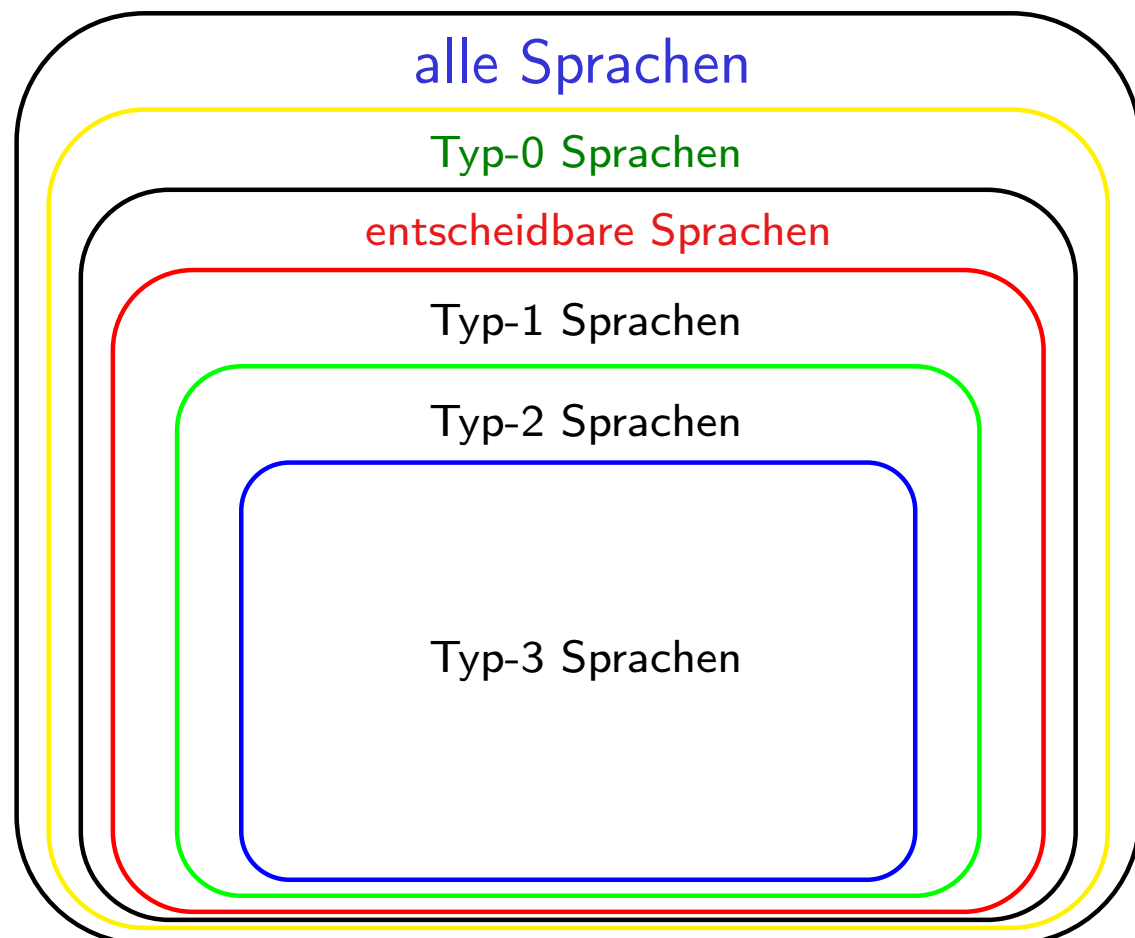 alle Sprachen
Typ-0 Sprachen
entscheidbare Sprachen
Typ-1 Sprachen
Typ-2 Sprachen
Typ-3 Sprachen